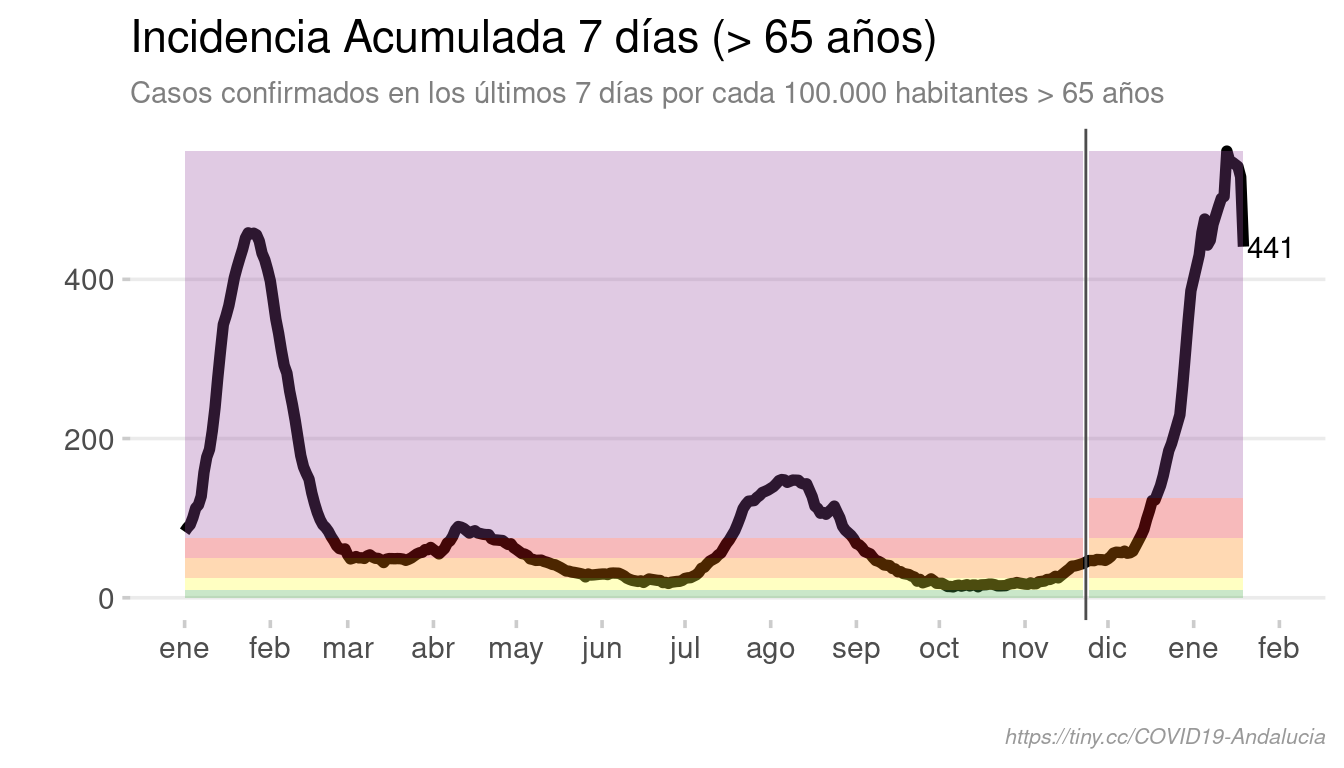 Incidencia Acumulada 7 días (> 65 años)
Casos confirmados en los últimos 7 días por cada 100.000 habitantes > 65 años
441
400
200
0
ene feb mar abr may jun jul ago sep oct nov dic ene feb
https://tiny.cc/COVID19-Andalucia